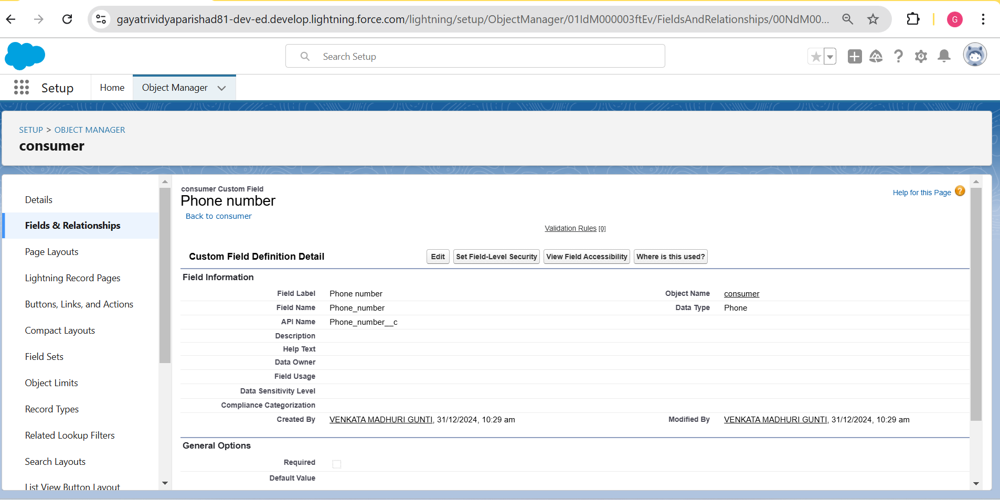 gayatrividyaparishad81-dev-ed.develop.lightning.force.com/lightning/setup/ObjectManager/01IdM000003ftEv/FieldsAndRelationships/00NdM00...
G
Search Setup
Setup
Home
Object Manager
SETUP > OBJECT MANAGER
consumer
Details
Fields & Relationships
Page Layouts
Lightning Record Pages
Buttons, Links, and Actions
Compact Layouts
Field Sets
Object Limits
Record Types
Related Lookup Filters
Search Layouts
List View Button Layout
consumer Custom Field
Phone number
Back to consumer
Help for this Page ?
Validation Rules [0]
Custom Field Definition Detail
Edit
Set Field-Level Security
View Field Accessibility
Where is this used?
Field Information
Field Label Phone number
Object Name consumer
Field Name Phone_number
Data Type Phone
API Name Phone_number__c
Description
Help Text
Data Owner
Field Usage
Data Sensitivity Level
Compliance Categorization
Created By VENKATA MADHURI GUNTI, 31/12/2024, 10:29 am
Modified By VENKATA MADHURI GUNTI, 31/12/2024, 10:29 am
General Options
Required
Default Value